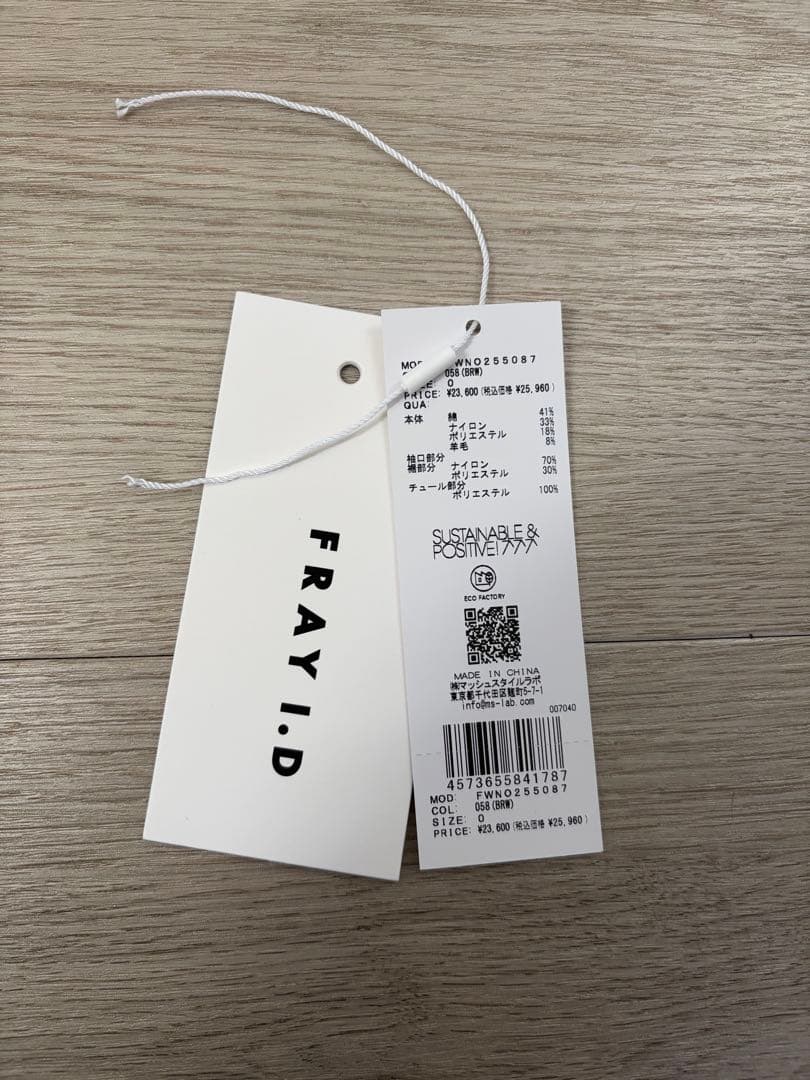 FRAY I.D
MOD: FWNO255087
058(BRW)
0
PRICE: ¥23,600(税込価格 ¥25,960)
QUA:
本体 綿 41%
ナイロン 33%
ポリエステル 18%
羊毛 8%
袖口部分
裾部分 ナイロン 70%
ポリエステル 30%
チュール部分
ポリエステル 100%
SUSTAINABLE &
POSITIVE!
ECO FACTORY
MADE IN CHINA
㈱マッシュスタイルラボ
東京都千代田区麹町5-7-1
info@ms-lab.com
007040
4573655841787
MOD: FWNO255087
COL: 058(BRW)
SIZE: 0
PRICE: ¥23,600(税込価格 ¥25,960)